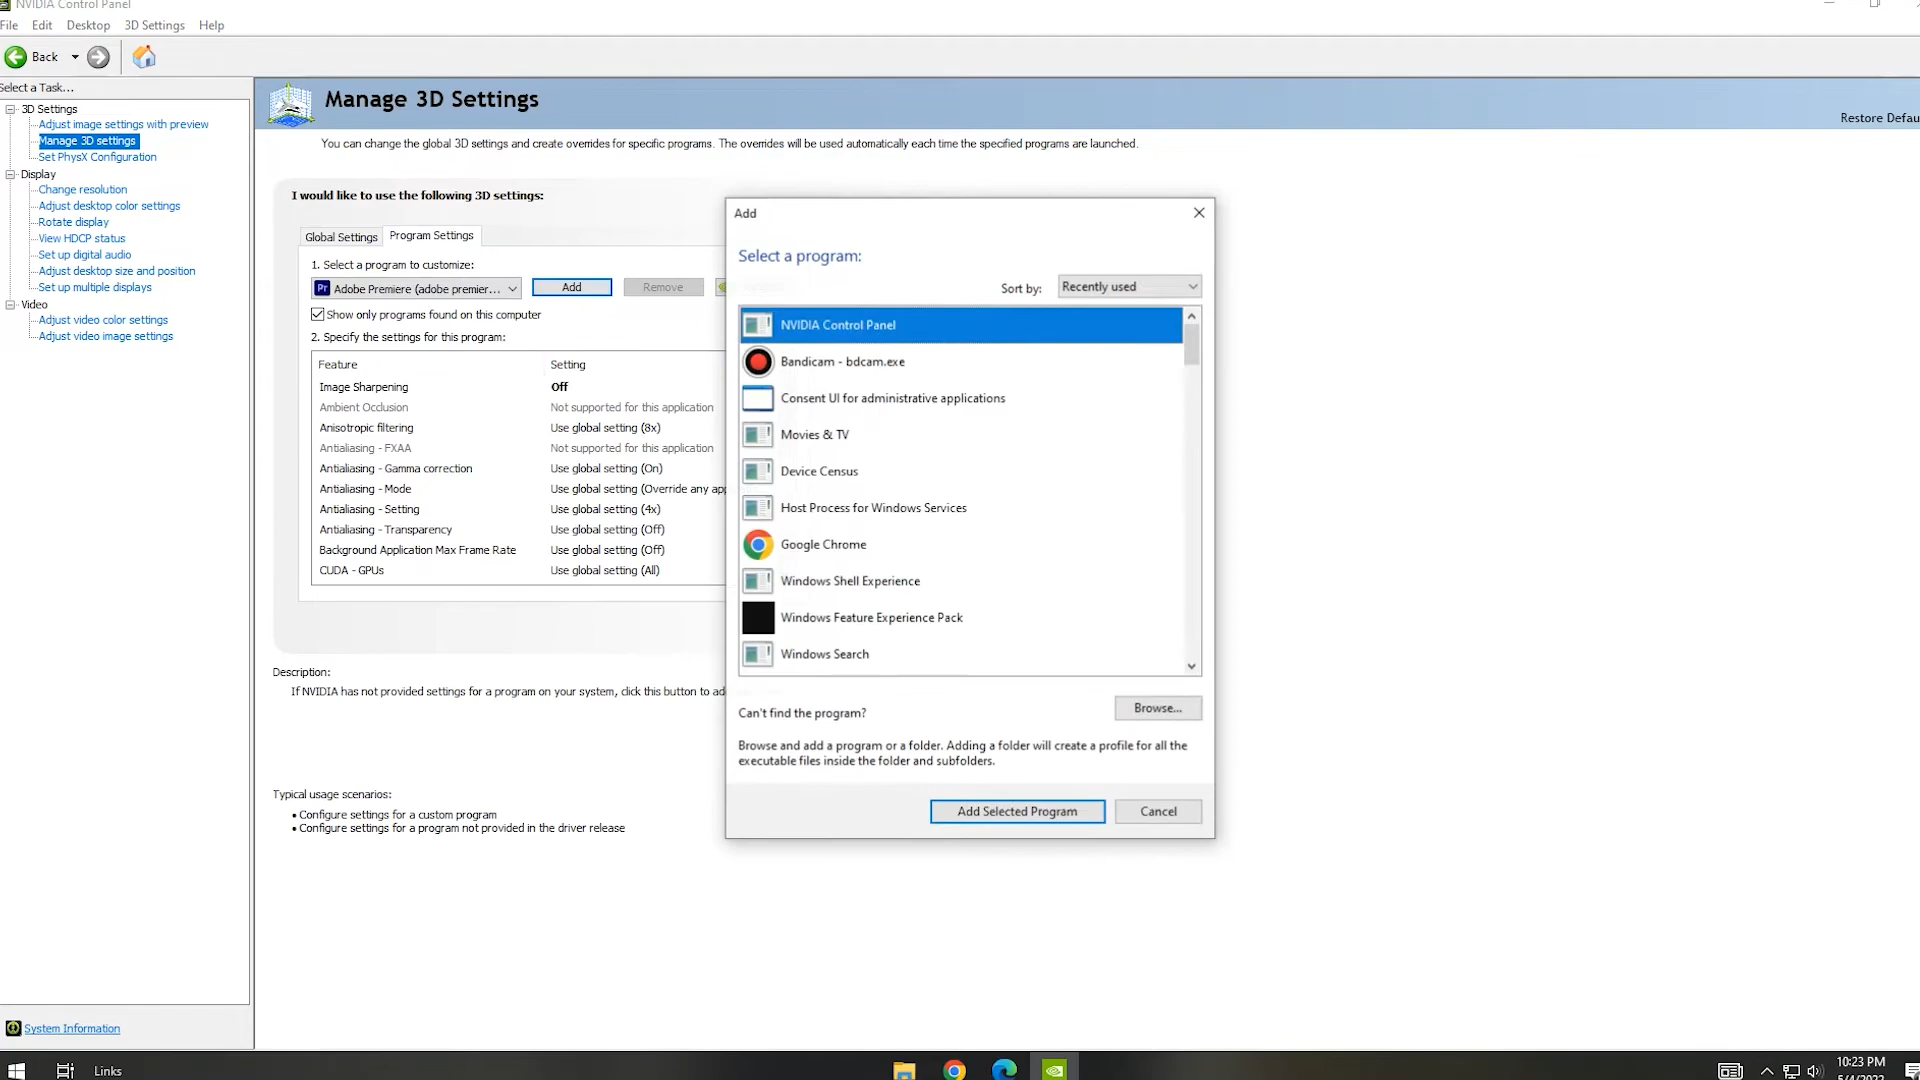 NVIDIA Control Panel
File Edit Desktop 3D Settings Help
Back
Select a Task...
3D Settings
Adjust image settings with preview
Manage 3D settings
Set PhysX Configuration
Display
Change resolution
Adjust desktop color settings
Rotate display
View HDCP status
Set up digital audio
Adjust desktop size and position
Set up multiple displays
Video
Adjust video color settings
Adjust video image settings
System Information
Manage 3D Settings
Restore Defau
You can change the global 3D settings and create overrides for specific programs. The overrides will be used automatically each time the specified programs are launched.
I would like to use the following 3D settings:
Global Settings Program Settings
1. Select a program to customize:
Pr Adobe Premiere (adobe premier... Add Remove
Show only programs found on this computer
2. Specify the settings for this program:
Feature Setting
Image Sharpening Off
Ambient Occlusion Not supported for this application
Anisotropic filtering Use global setting (8x)
Antialiasing - FXAA Not supported for this application
Antialiasing - Gamma correction Use global setting (On)
Antialiasing - Mode Use global setting (Override any app
Antialiasing - Setting Use global setting (4x)
Antialiasing - Transparency Use global setting (Off)
Background Application Max Frame Rate Use global setting (Off)
CUDA - GPUs Use global setting (All)
Description:
If NVIDIA has not provided settings for a program on your system, click this button to ad
Typical usage scenarios:
• Configure settings for a custom program
• Configure settings for a program not provided in the driver release
Add
Select a program:
Sort by: Recently used
NVIDIA Control Panel
Bandicam - bdcam.exe
Consent UI for administrative applications
Movies & TV
Device Census
Host Process for Windows Services
Google Chrome
Windows Shell Experience
Windows Feature Experience Pack
Windows Search
Can't find the program? Browse...
Browse and add a program or a folder. Adding a folder will create a profile for all the
executable files inside the folder and subfolders.
Add Selected Program Cancel
Links
10:23 PM
5/4/2022